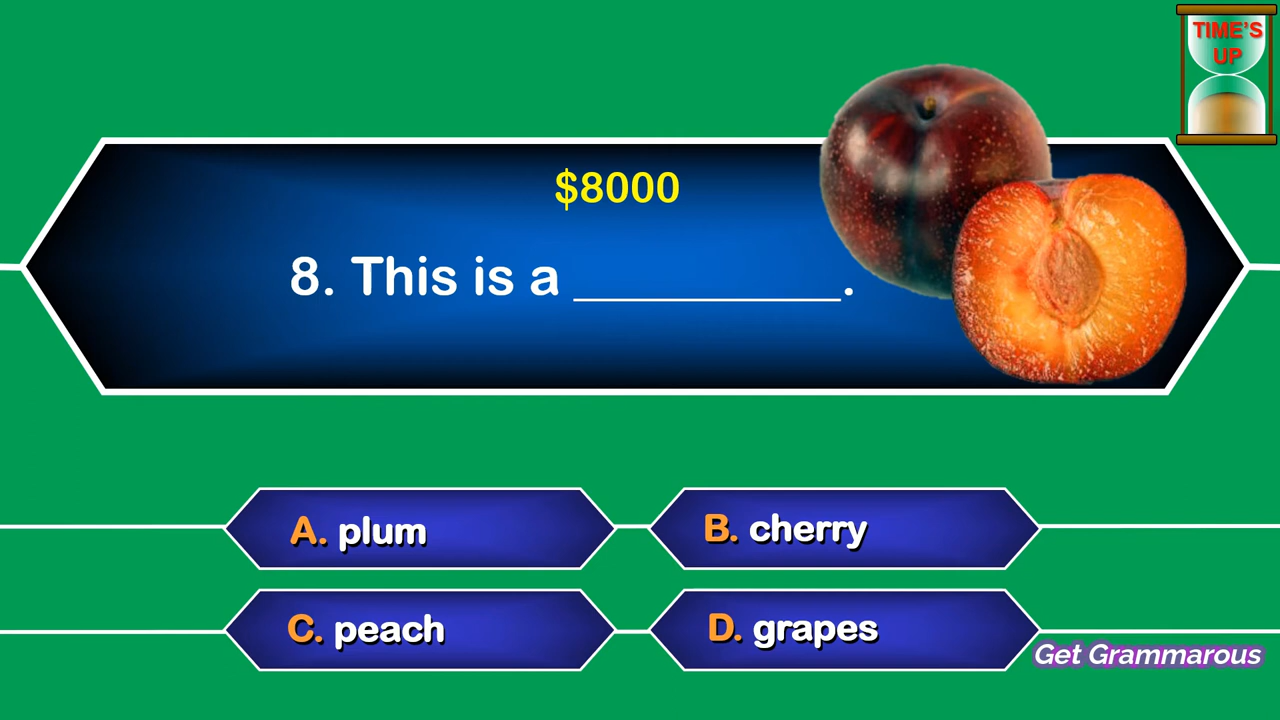 TIME'S
UP
$8000
8. This is a __________.
A. plum
B. cherry
C. peach
D. grapes
Get Grammarous